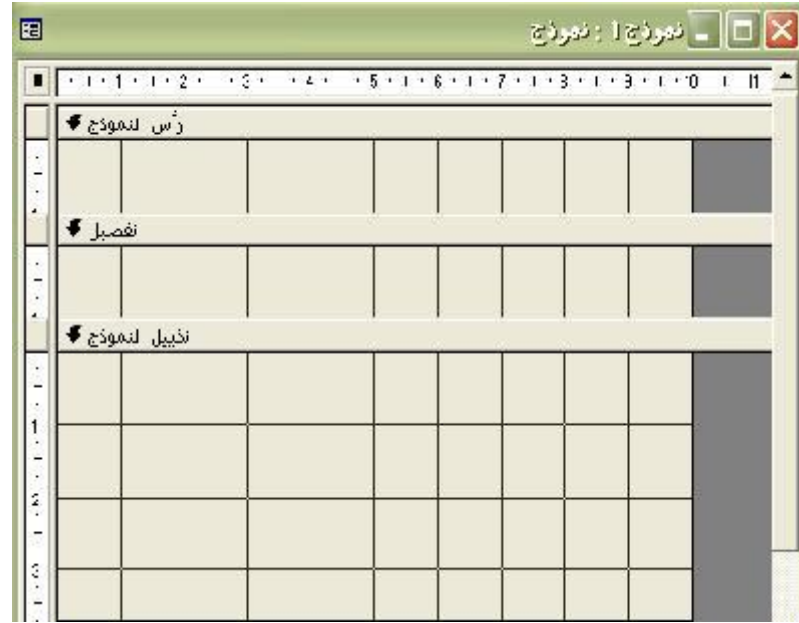 نموذج1 : نموذج
1 2 3 4 5 6 7 8 9 10 11
رأس النموذج
تفصيل
تذييل النموذج
1
2
3